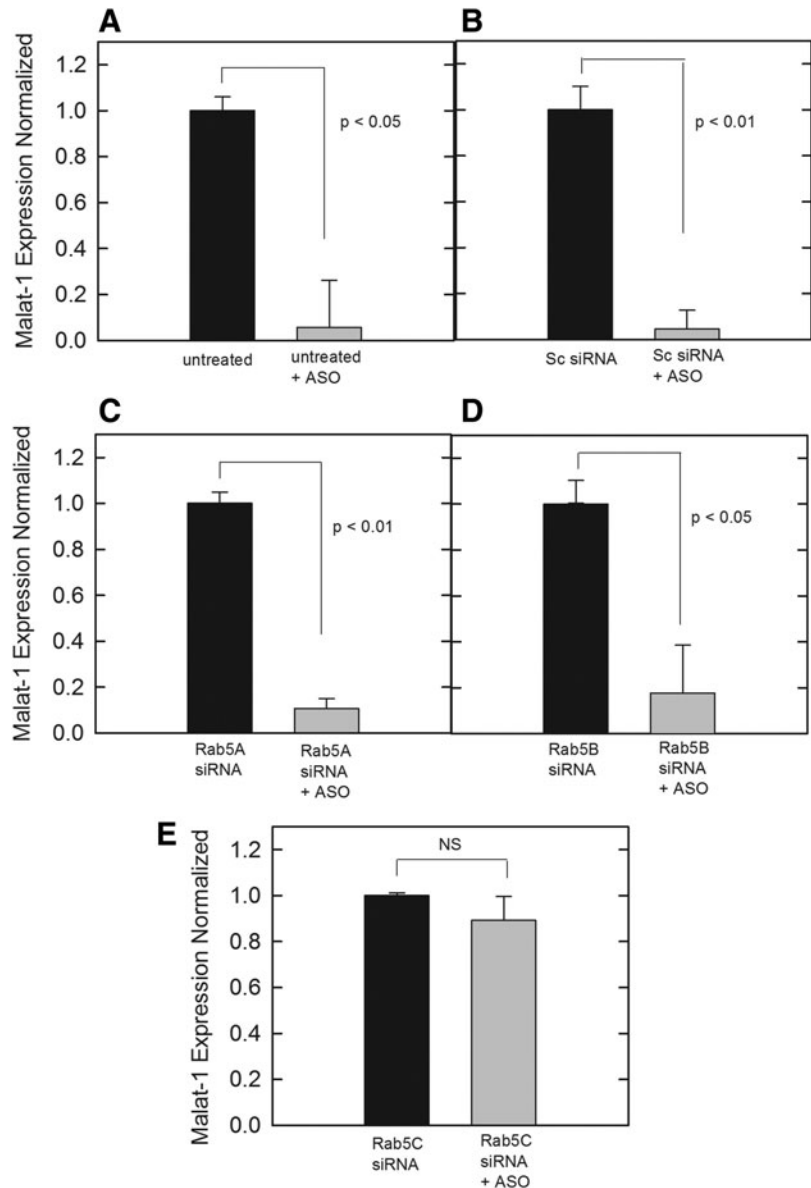 A
B
Malat-1 Expression Normalized
1.2
1.0
0.8
0.6
0.4
0.2
0.0
p < 0.05
p < 0.01
untreated
untreated
+ ASO
Sc siRNA
Sc siRNA
+ ASO
C
D
Malat-1 Expression Normalized
1.2
1.0
0.8
0.6
0.4
0.2
0.0
p < 0.01
p < 0.05
Rab5A
siRNA
Rab5A
siRNA
+ ASO
Rab5B
siRNA
Rab5B
siRNA
+ ASO
E
Malat-1 Expression Normalized
1.2
1.0
0.8
0.6
0.4
0.2
0.0
NS
Rab5C
siRNA
Rab5C
siRNA
+ ASO